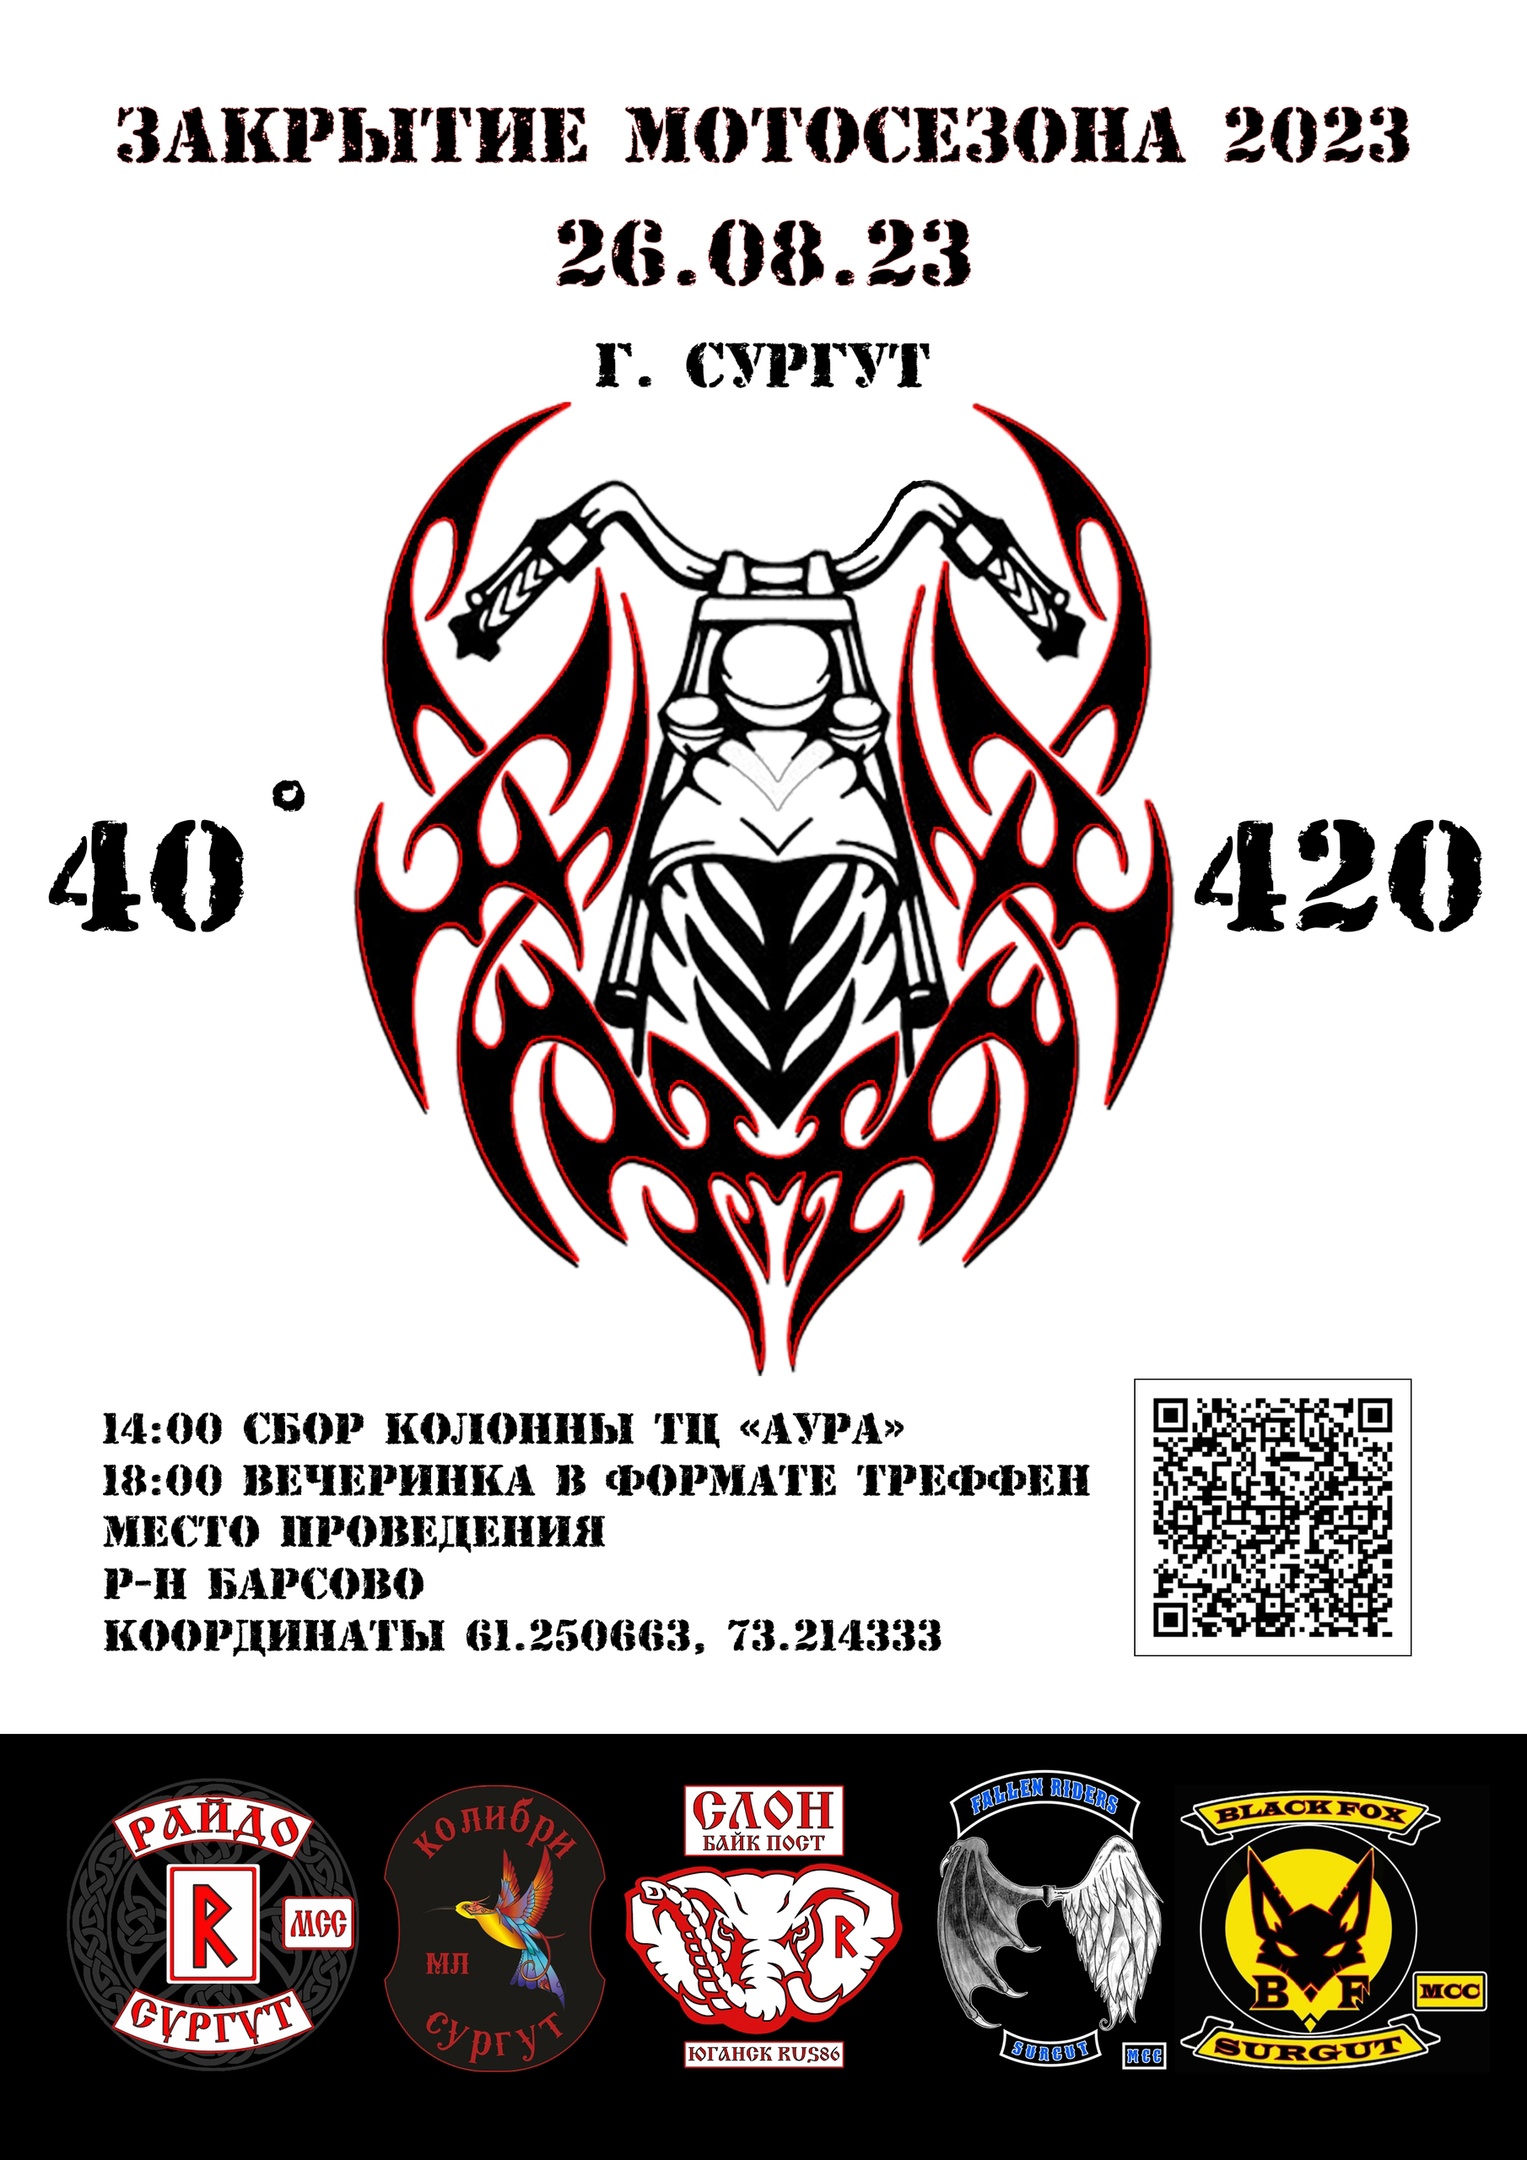 ЗАКРЫТИЕ МОТОСЕЗОНА 2023
26.08.23
Г. СУРГУТ
40°
420
14:00 СБОР КОЛОННЫ ТЦ «АУРА»
18:00 ВЕЧЕРИНКА В ФОРМАТЕ ТРЕФФЕН
МЕСТО ПРОВЕДЕНИЯ
Р-Н БАРСОВО
КООРДИНАТЫ 61.250663, 73.214333
РАЙДО
R
МСС
СУРГУТ
КОЛИБРИ
МЛ
СУРГУТ
СЛОН
БАЙК ПОСТ
R
ЮГАНСК RUS86
FALLEN RIDERS
SURGUT
МСС
BLACK FOX
B F
MCC
SURGUT